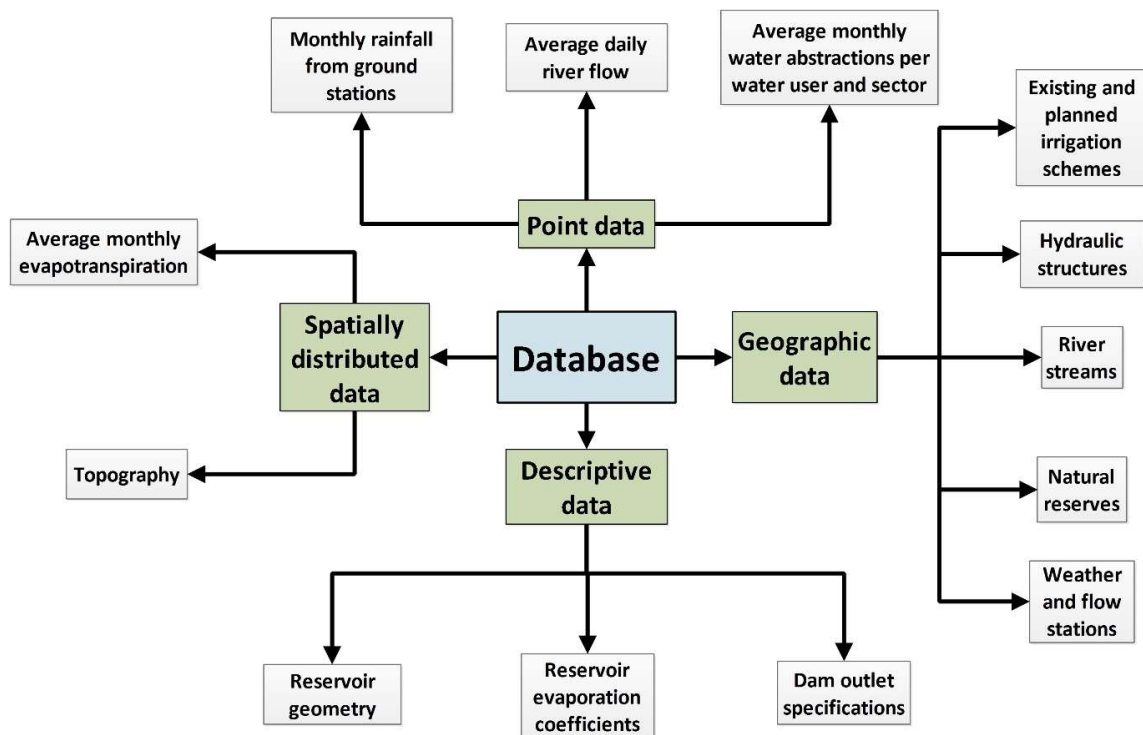 Monthly rainfall
from ground
stations
Average daily
river flow
Average monthly
water abstractions per
water user and sector
Existing and
planned
irrigation
schemes
Point data
Average monthly
evapotranspiration
Hydraulic
structures
Spatially
distributed
data
Database
Geographic
data
River
streams
Topography
Descriptive
data
Natural
reserves
Weather
and flow
stations
Reservoir
geometry
Reservoir
evaporation
coefficients
Dam outlet
specifications